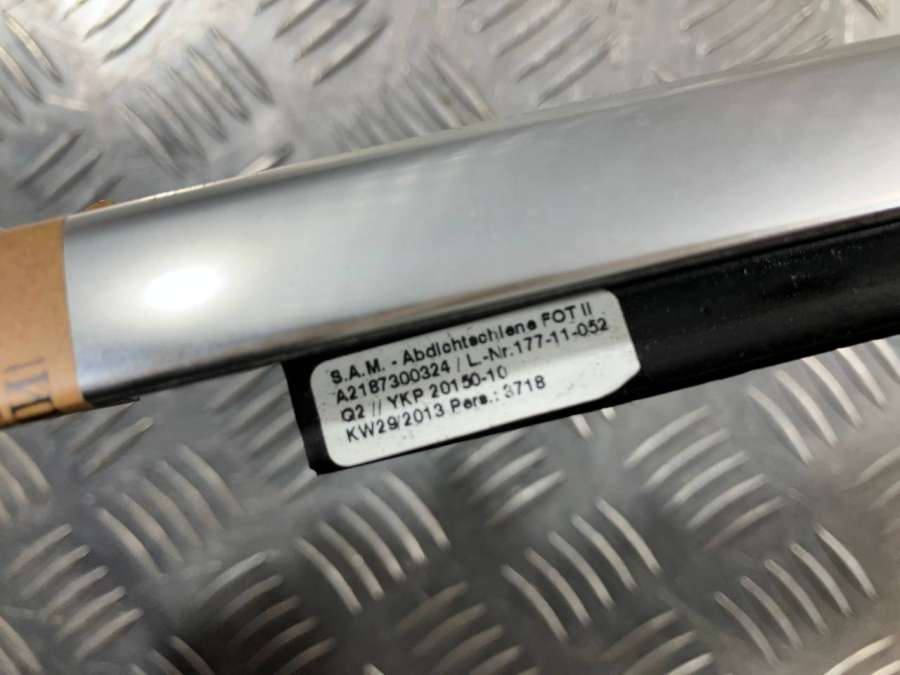 S.A.M. - Abdichtschiene FOT II
A2187300324 / L-Nr.177-11-052
Q2 // YKP 20150-10
KW29/2013 Pers.: 3718